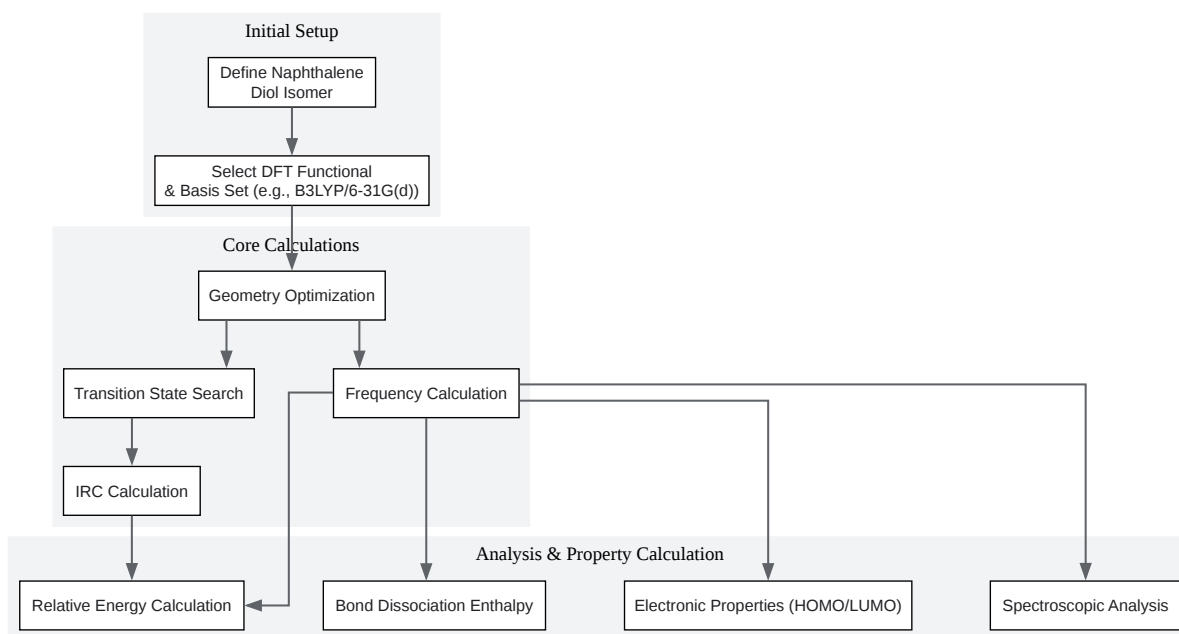 Initial Setup
Define Naphthalene
Diol Isomer
Select DFT Functional
& Basis Set (e.g., B3LYP/6-31G(d))
Core Calculations
Geometry Optimization
Transition State Search
Frequency Calculation
IRC Calculation
Analysis & Property Calculation
Relative Energy Calculation
Bond Dissociation Enthalpy
Electronic Properties (HOMO/LUMO)
Spectroscopic Analysis